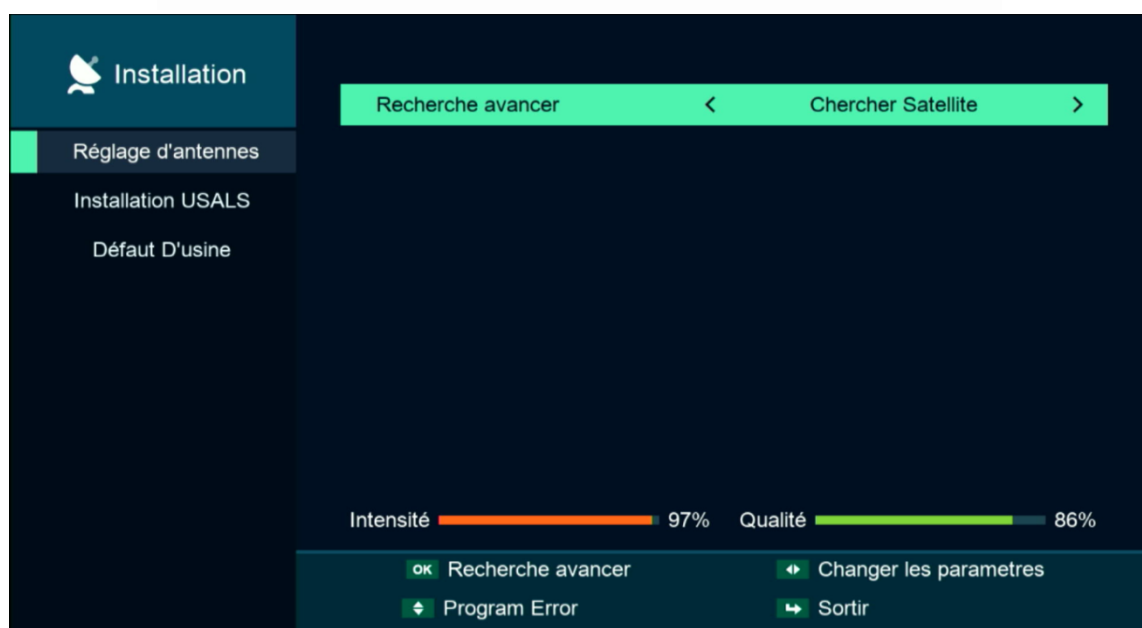 Installation
Recherche avancer < Chercher Satellite >
Réglage d'antennes
Installation USALS
Défaut D'usine
Intensité 97% Qualité 86%
OK Recherche avancer Changer les parametres
Program Error Sortir